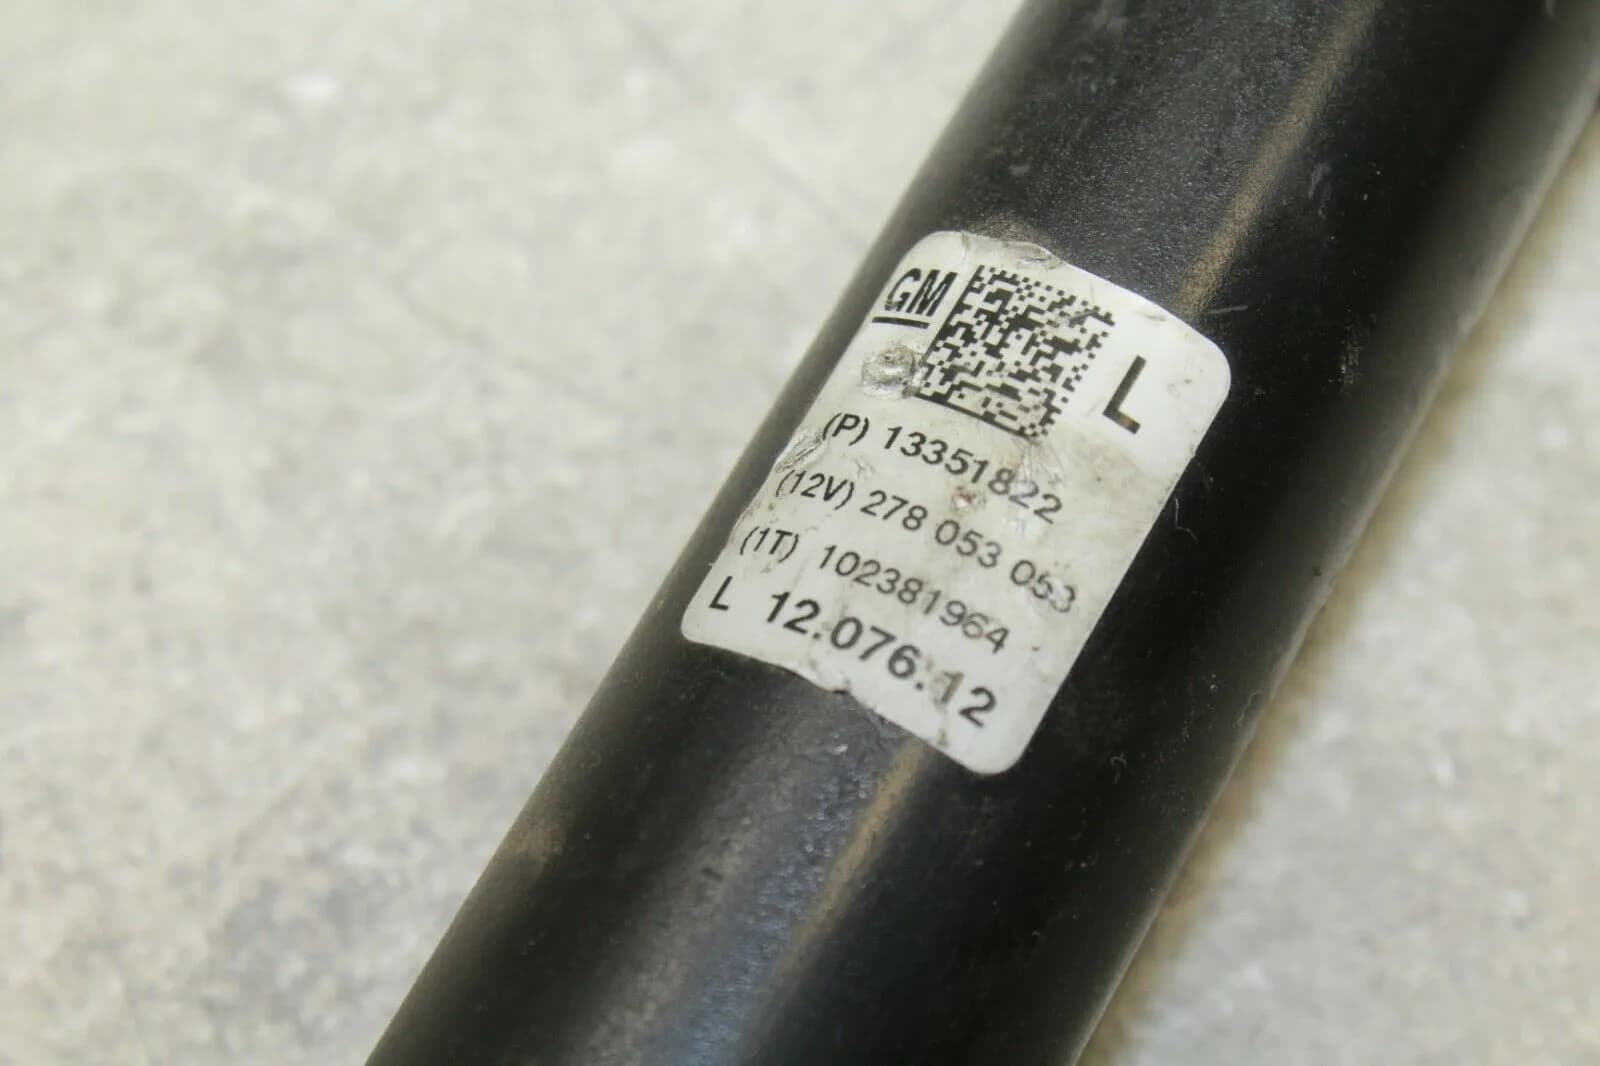 GM
L
(P) 13351822
(12V) 278 053 053
(1T) 102381964
L 12.076.12